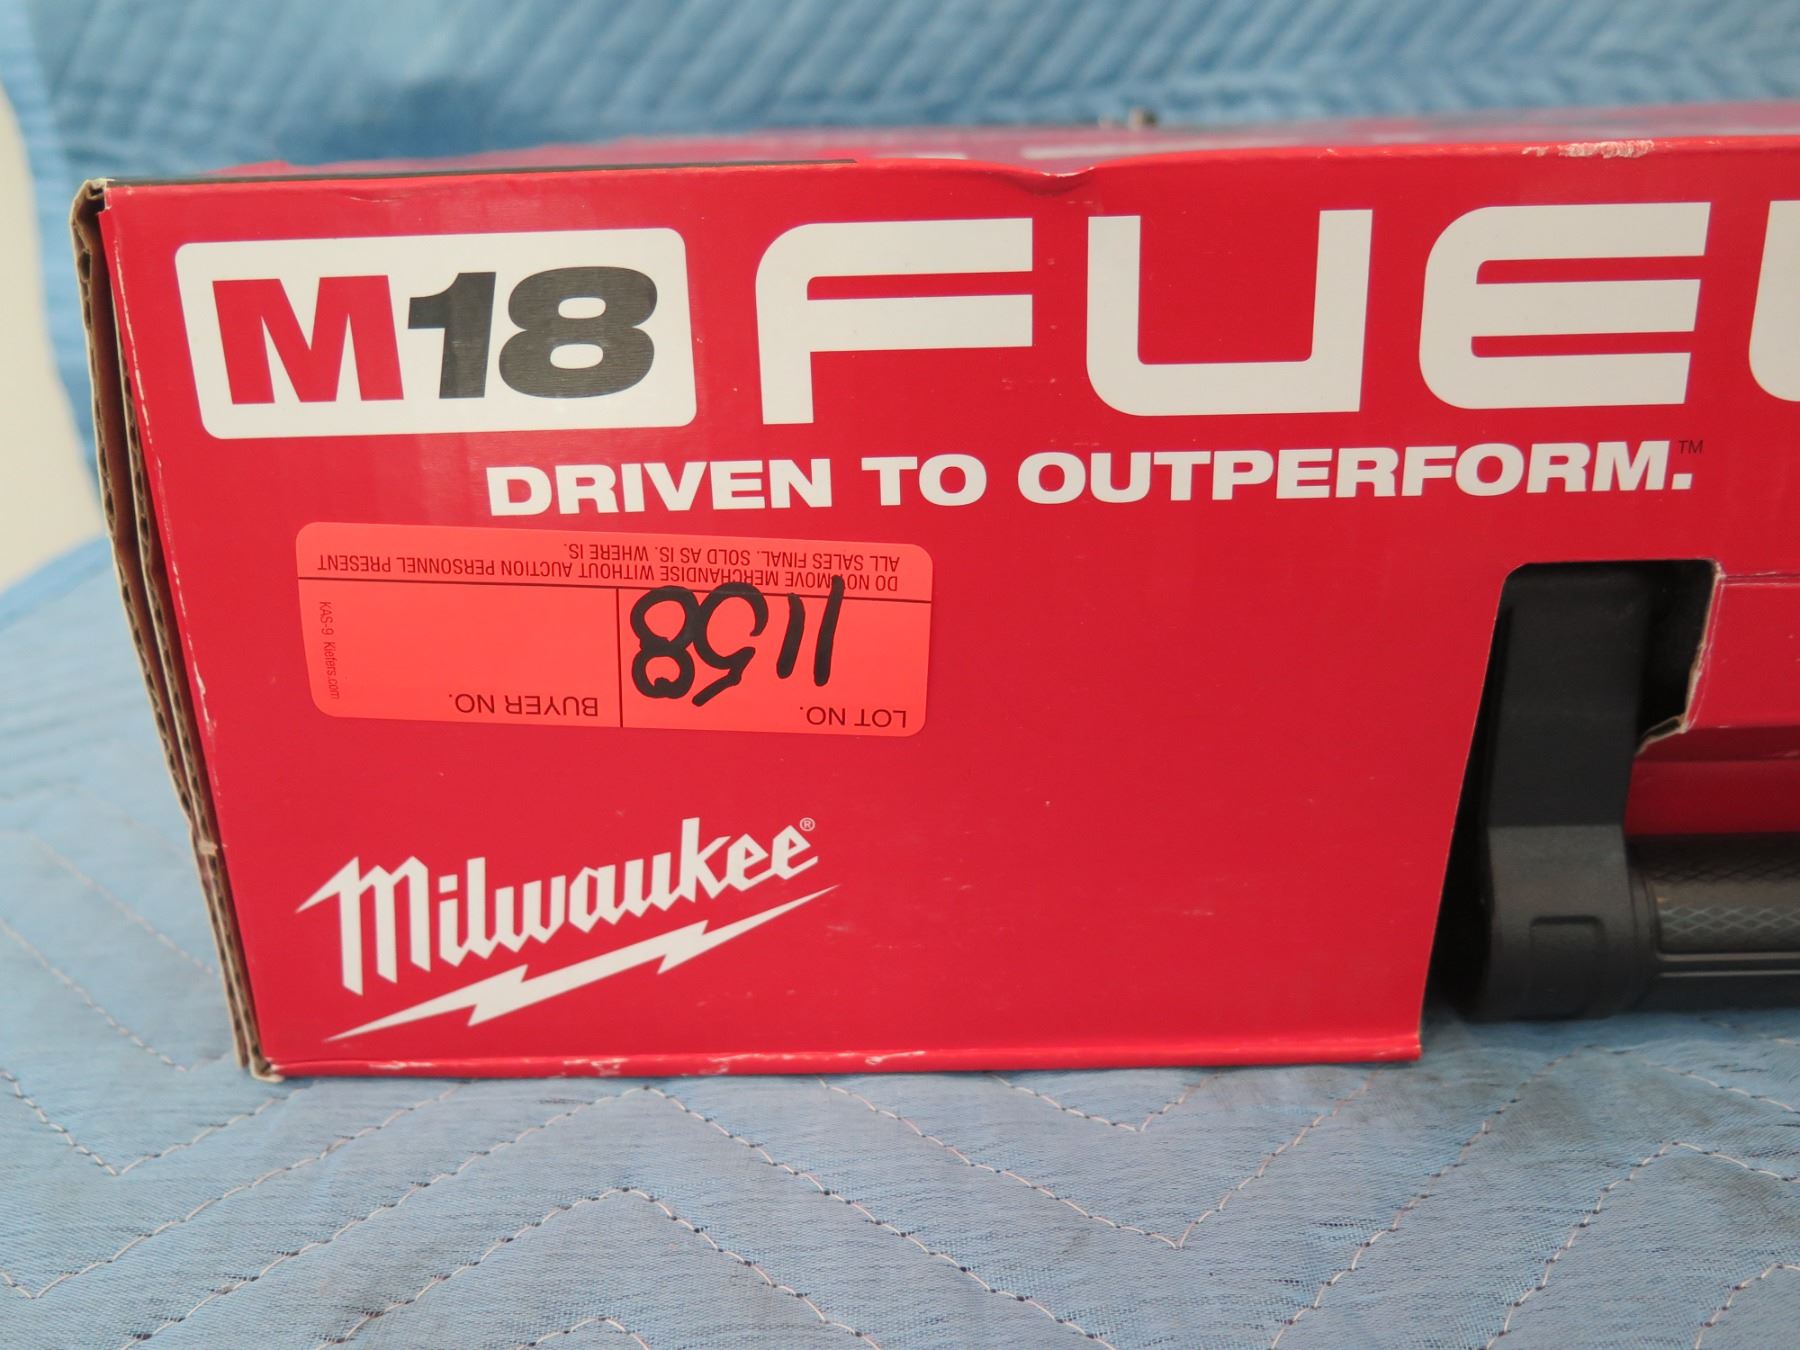 M18 FUEL
DRIVEN TO OUTPERFORM.™
LOT NO.
1158
BUYER NO.
DO NOT MOVE MERCHANDISE WITHOUT AUCTION PERSONNEL PRESENT
ALL SALES FINAL. SOLD AS IS. WHERE IS.
KAS-9 Kiefers.com
Milwaukee®